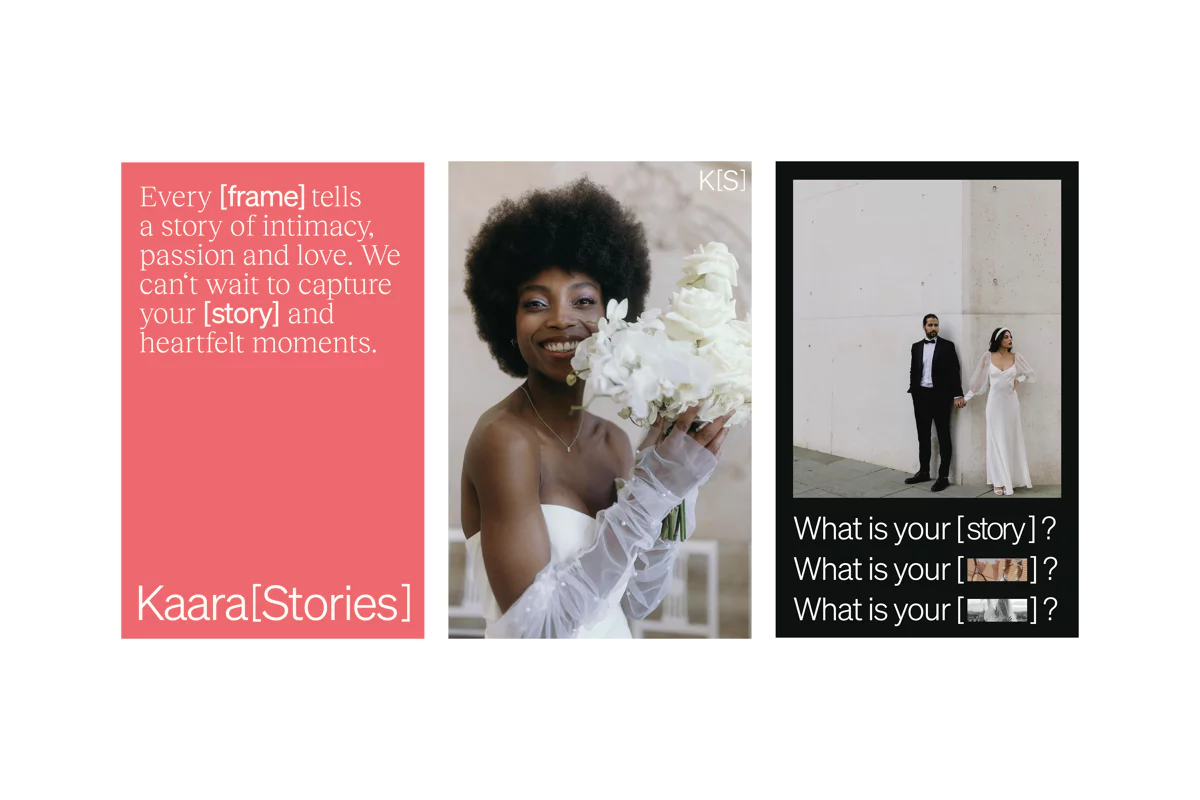 Every [frame] tells
a story of intimacy,
passion and love. We
can‘t wait to capture
your [story] and
heartfelt moments.
Kaara[Stories]
K[S]
What is your [story]?
What is your [ ]?
What is your [ ]?